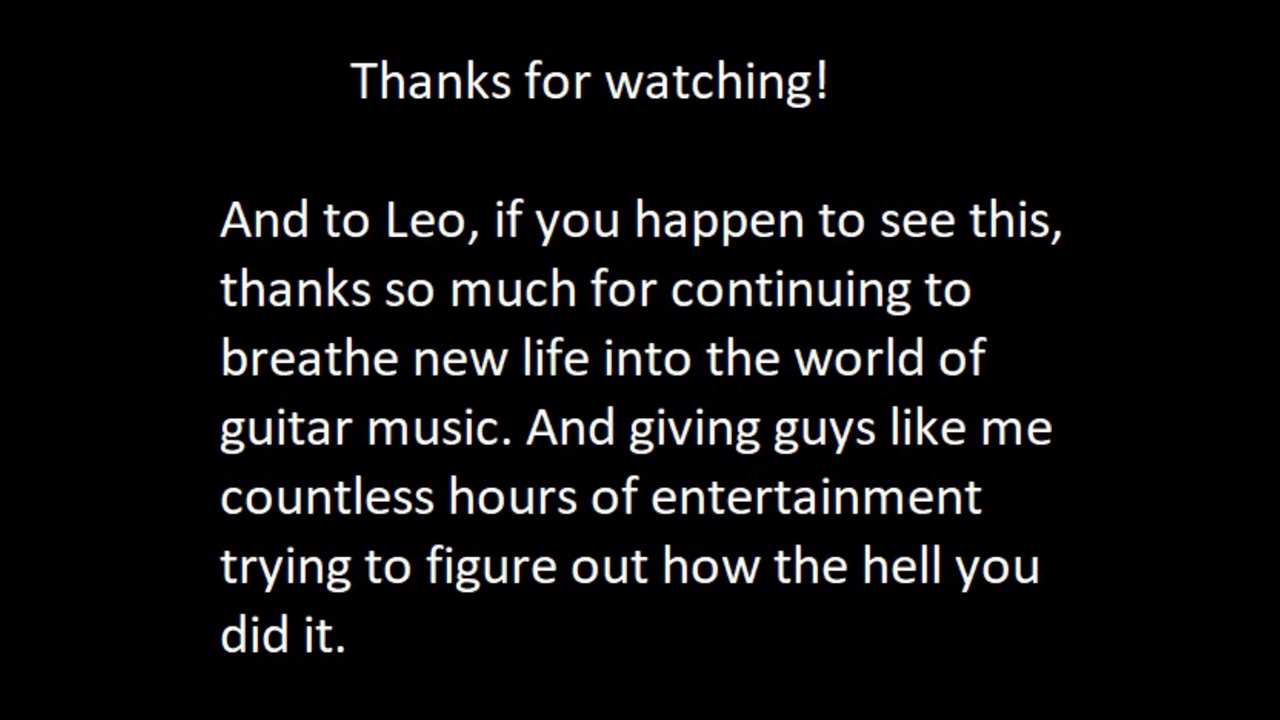 Thanks for watching!
And to Leo, if you happen to see this,
thanks so much for continuing to
breathe new life into the world of
guitar music. And giving guys like me
countless hours of entertainment
trying to figure out how the hell you
did it.